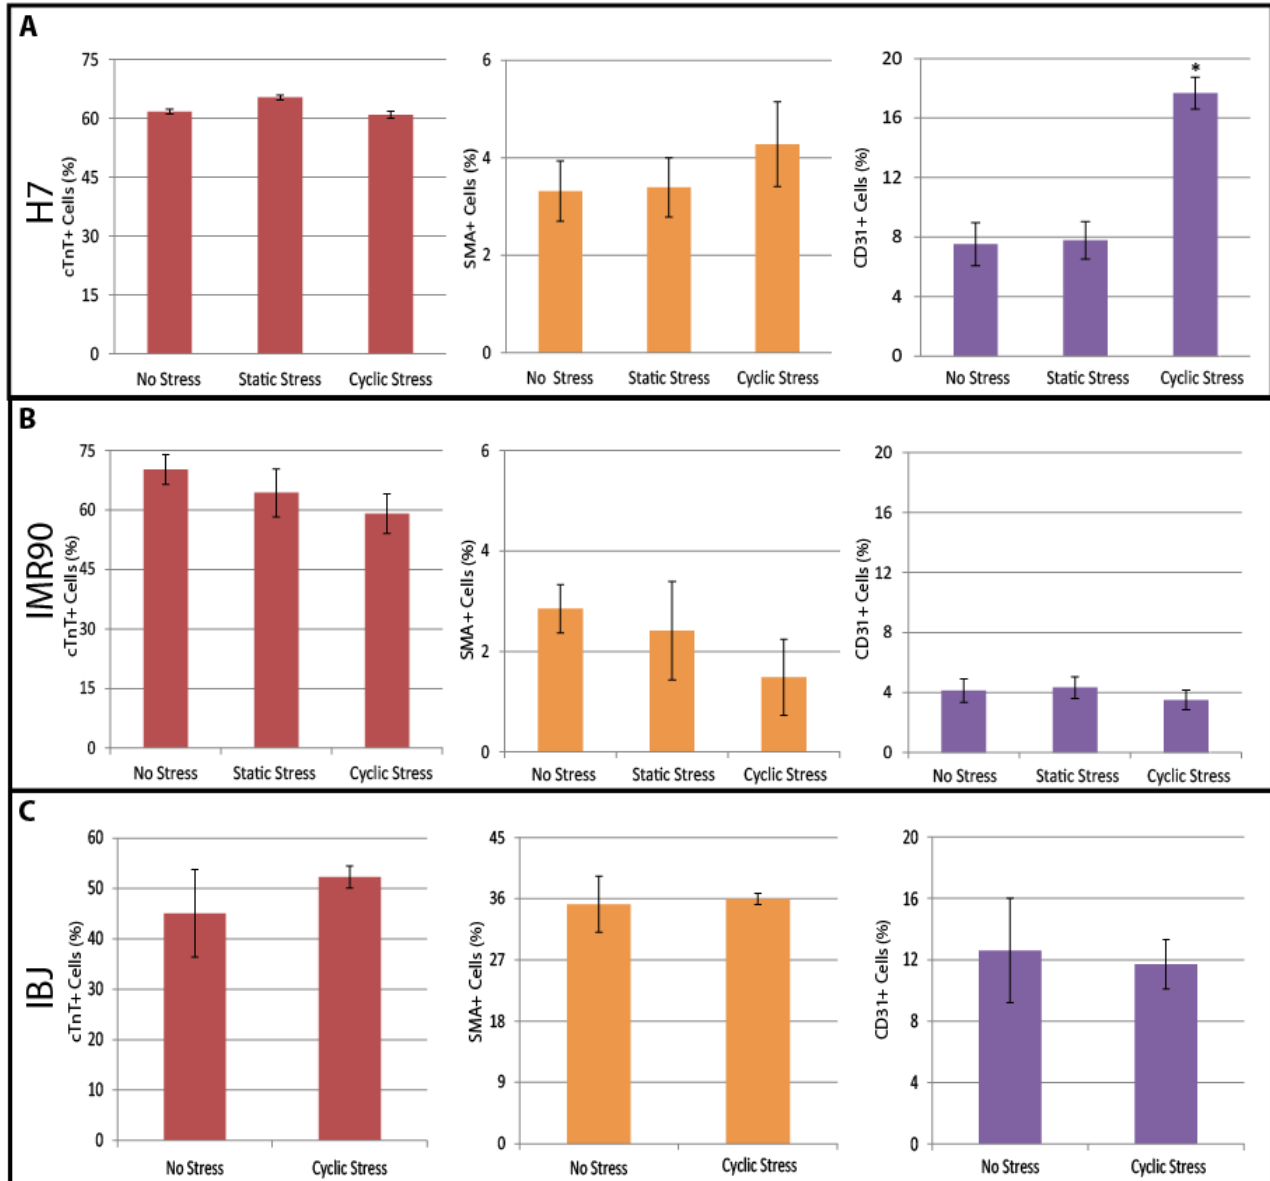 A
H7
cTnT+ Cells (%)
75
60
45
30
15
0
No Stress Static Stress Cyclic Stress
SMA+ Cells (%)
6
4
2
0
No Stress Static Stress Cyclic Stress
CD31+ Cells (%)
20
16
12
8
4
0
*
No Stress Static Stress Cyclic Stress
B
IMR90
cTnT+ Cells (%)
75
60
45
30
15
0
No Stress Static Stress Cyclic Stress
SMA+ Cells (%)
6
4
2
0
No Stress Static Stress Cyclic Stress
CD31+ Cells (%)
20
16
12
8
4
0
No Stress Static Stress Cyclic Stress
C
IBJ
cTnT+ Cells (%)
60
50
40
30
20
10
0
No Stress Cyclic Stress
SMA+ Cells (%)
45
36
27
18
9
0
No Stress Cyclic Stress
CD31+ Cells (%)
20
16
12
8
4
0
No Stress Cyclic Stress